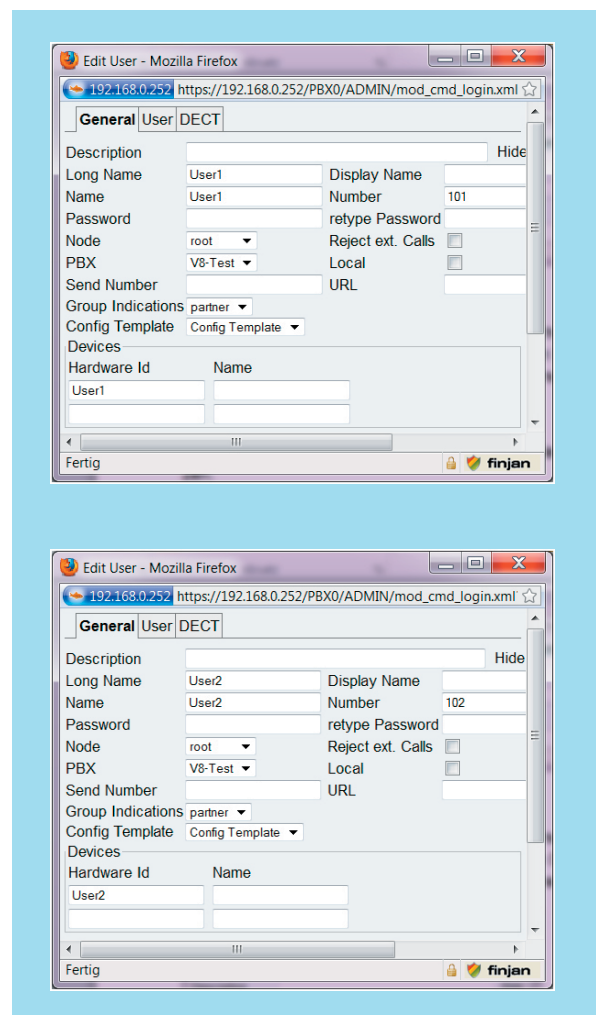 Edit User - Mozilla Firefox
192.168.0.252 https://192.168.0.252/PBX0/ADMIN/mod_cmd_login.xml
General User DECT
Description Hide
Long Name User1 Display Name
Name User1 Number 101
Password retype Password
Node root Reject ext. Calls
PBX V8-Test Local
Send Number URL
Group Indications partner
Config Template Config Template
Devices
Hardware Id Name
User1
Fertig finjan
Edit User - Mozilla Firefox
192.168.0.252 https://192.168.0.252/PBX0/ADMIN/mod_cmd_login.xml
General User DECT
Description Hide
Long Name User2 Display Name
Name User2 Number 102
Password retype Password
Node root Reject ext. Calls
PBX V8-Test Local
Send Number URL
Group Indications partner
Config Template Config Template
Devices
Hardware Id Name
User2
Fertig finjan